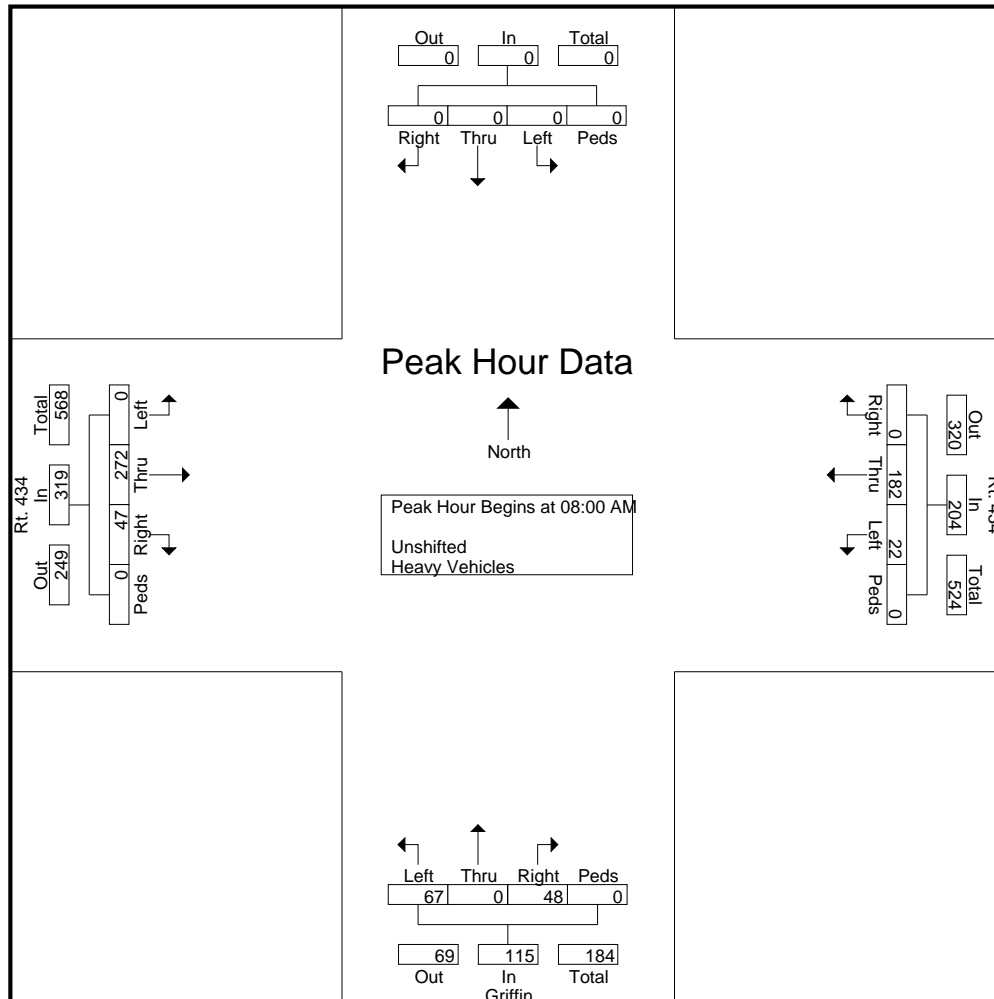 Out In Total
0 0 0
0 0 0 0
Right Thru Left Peds
Peak Hour Data
North
Peak Hour Begins at 08:00 AM
Unshifted
Heavy Vehicles
Rt. 434
Total In Out
568 319 249
0 272 47 0
Left Thru Right Peds
Right Thru Left Peds
0 182 22 0
Out In Total
320 204 524
Rt. 434
Left Thru Right Peds
67 0 48 0
69 115 184
Out In Total
Griffin